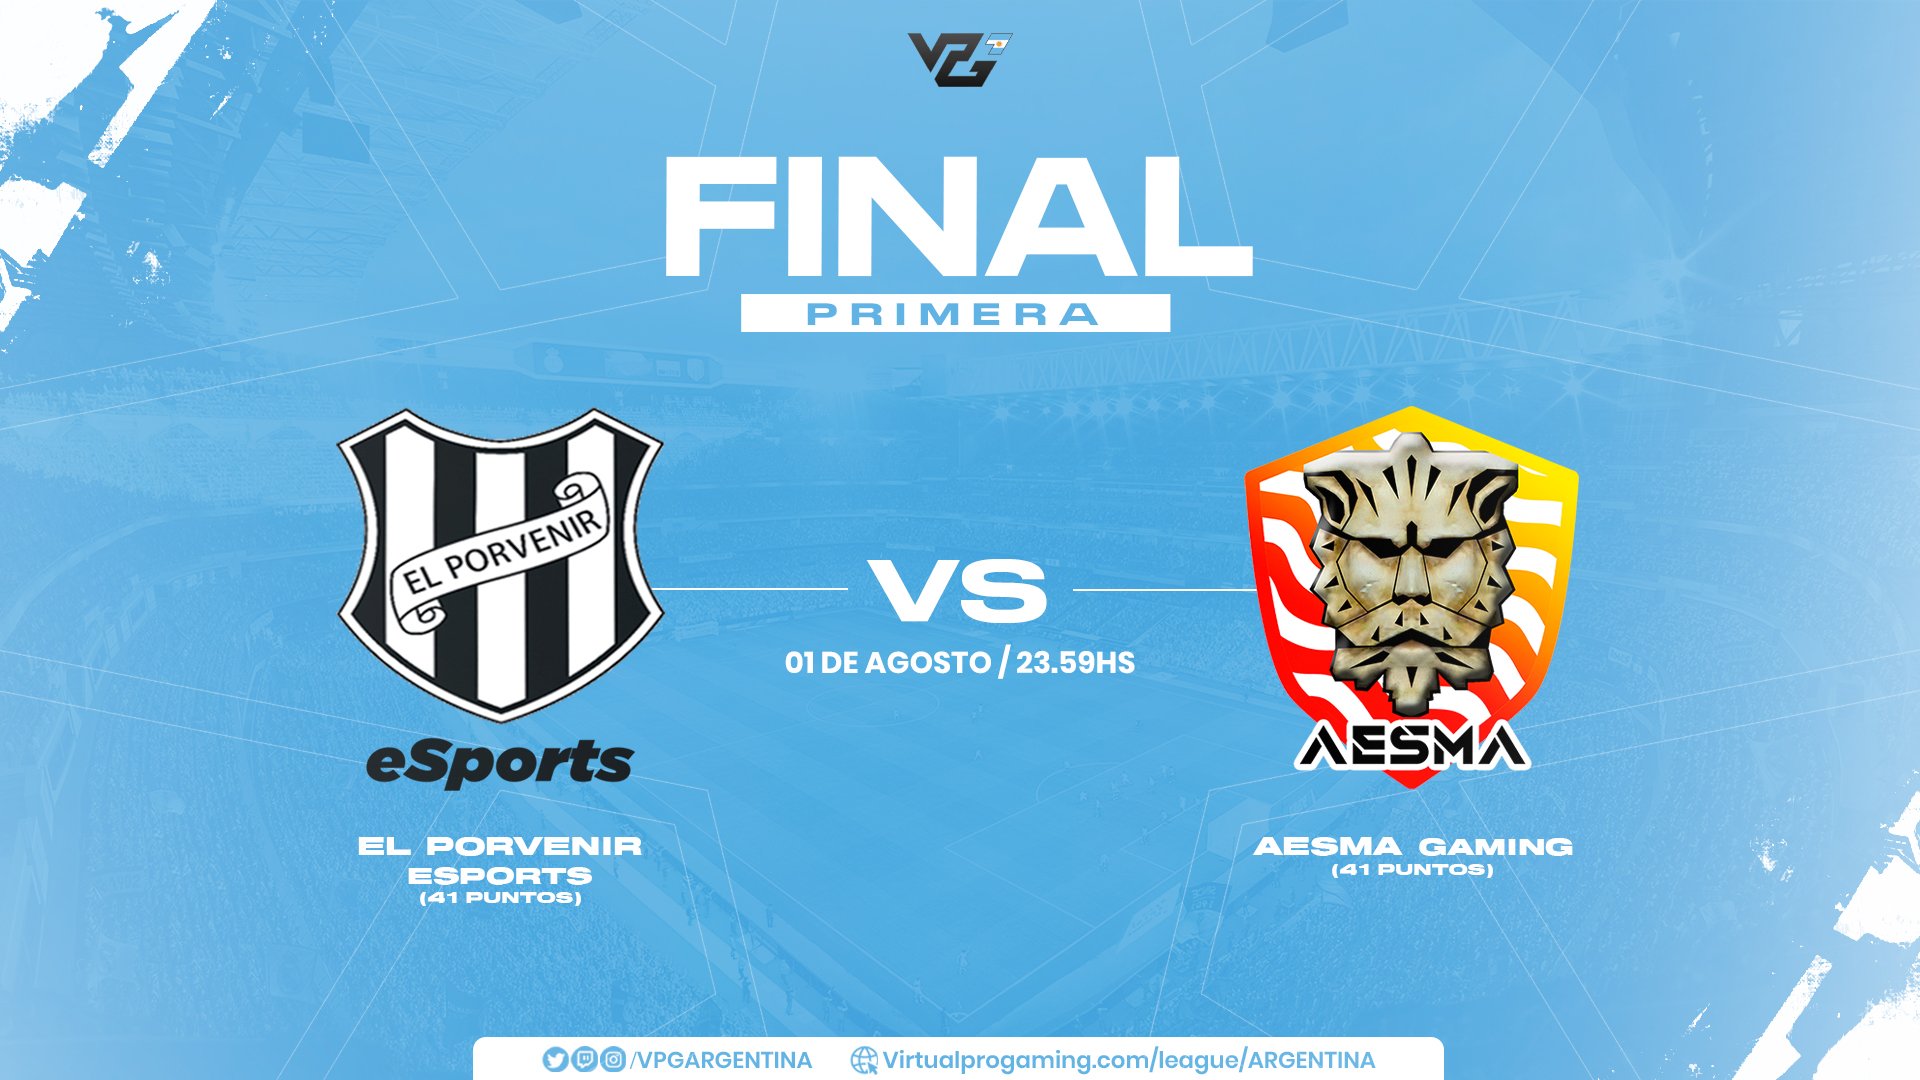 VPG
FINAL
PRIMERA
EL PORVENIR
eSports
VS
01 DE AGOSTO / 23.59HS
AESMA
EL PORVENIR
ESPORTS
(41 PUNTOS)
AESMA GAMING
(41 PUNTOS)
/VPGARGENTINA
Virtualprogaming.com/league/ARGENTINA